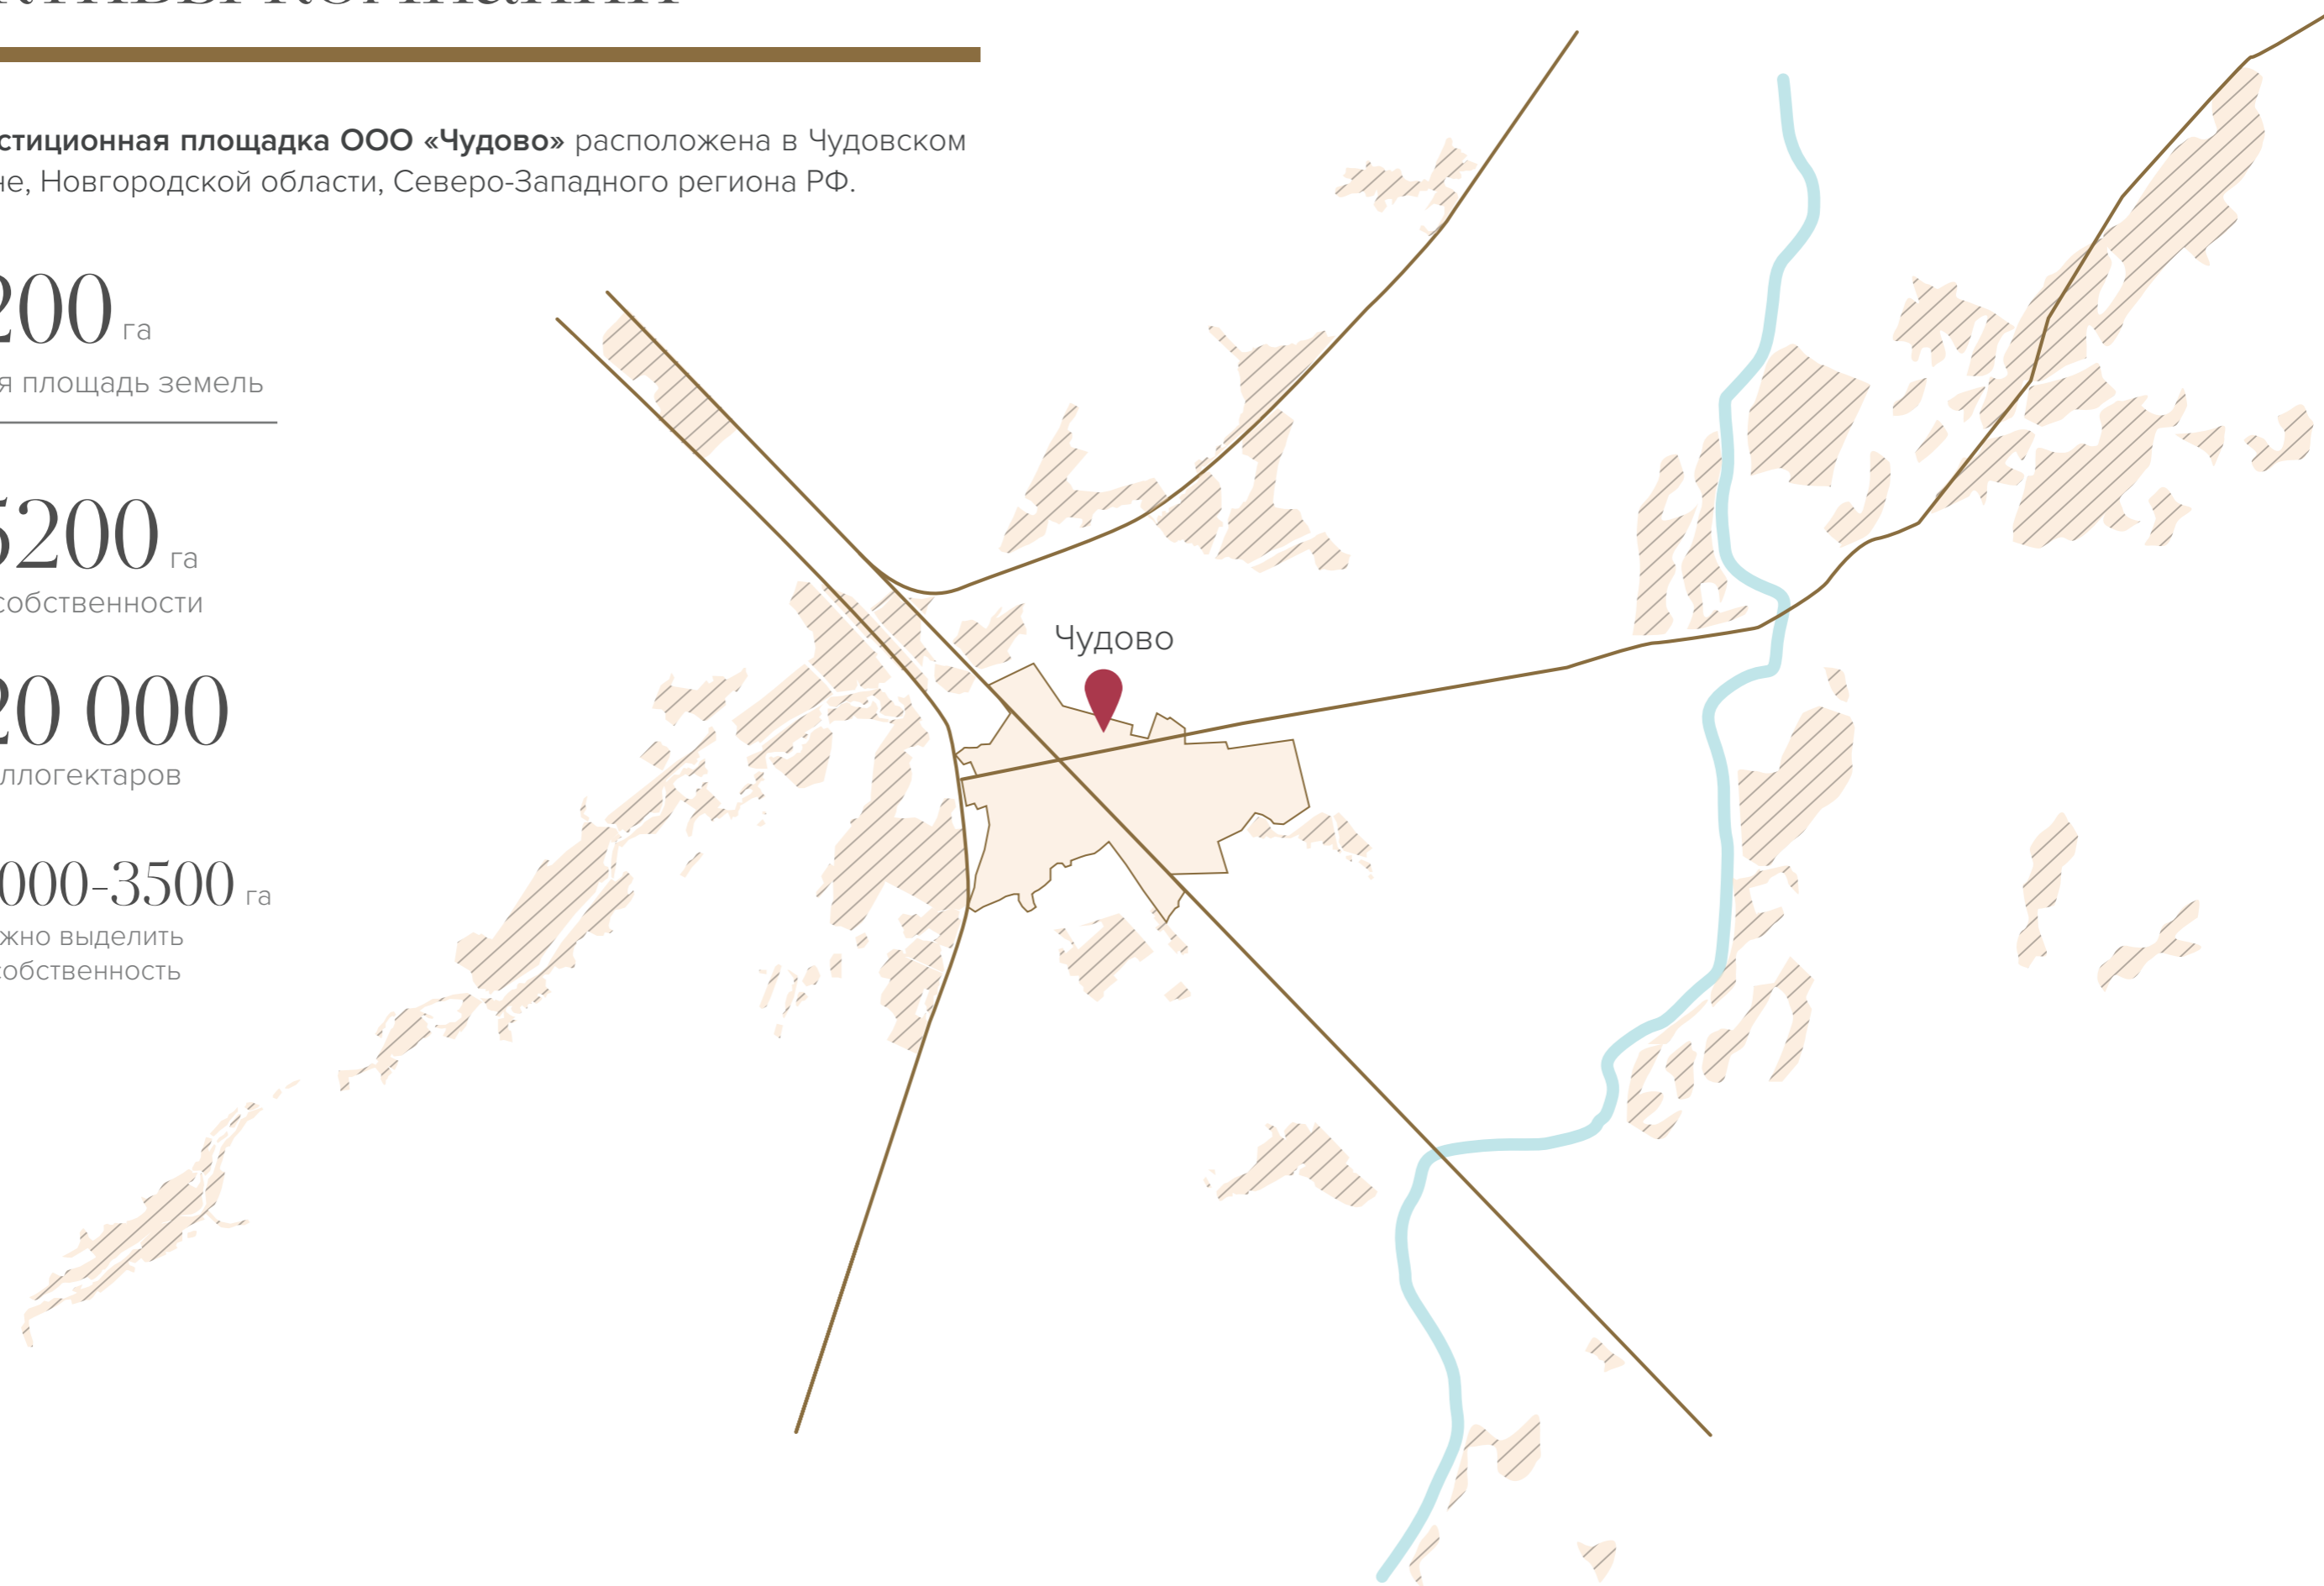 стиционная площадка ООО «Чудово» расположена в Чудовском
не, Новгородской области, Северо-Западного региона РФ.
200 га
я площадь земель
5200 га
собственности
20 000
ллогектаров
000-3500 га
жно выделить
собственность
Чудово